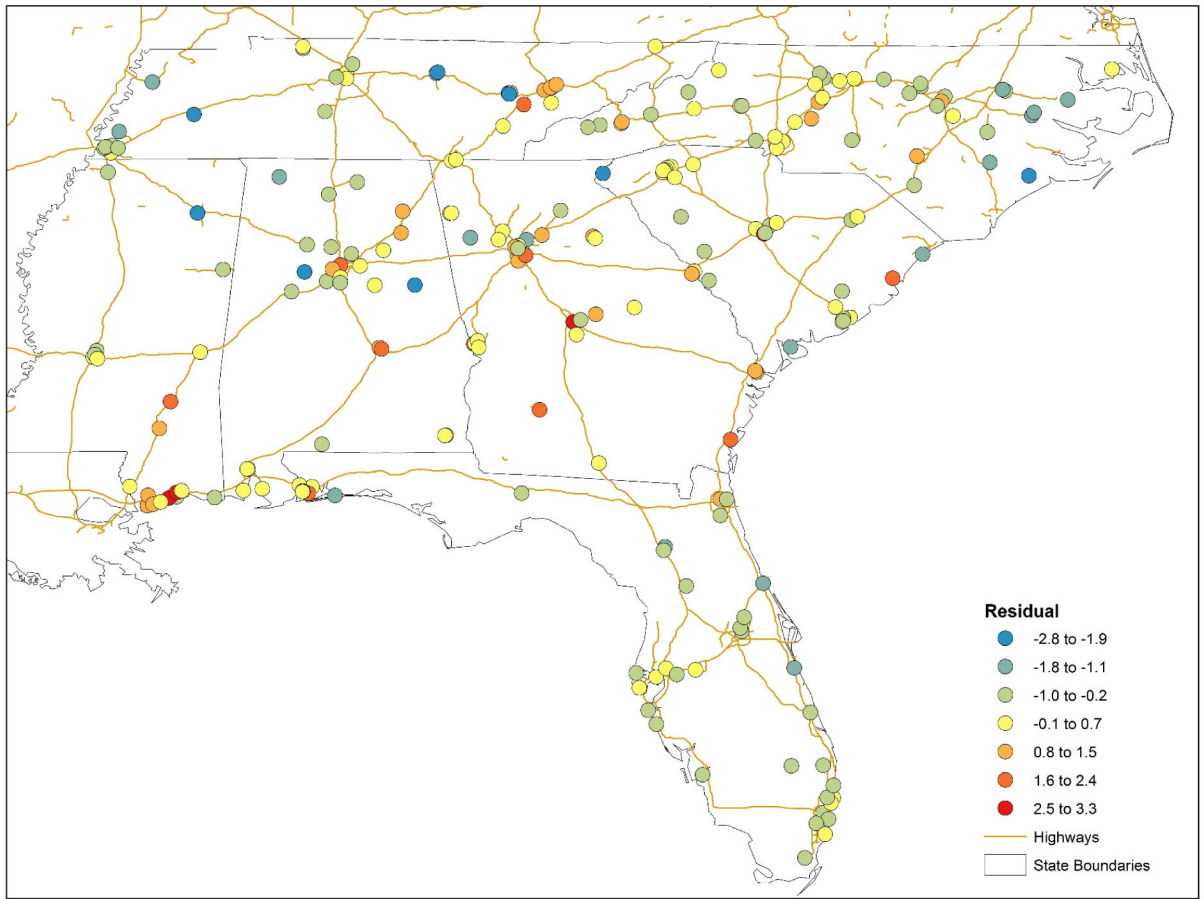 Residual
-2.8 to -1.9
-1.8 to -1.1
-1.0 to -0.2
-0.1 to 0.7
0.8 to 1.5
1.6 to 2.4
2.5 to 3.3
Highways
State Boundaries